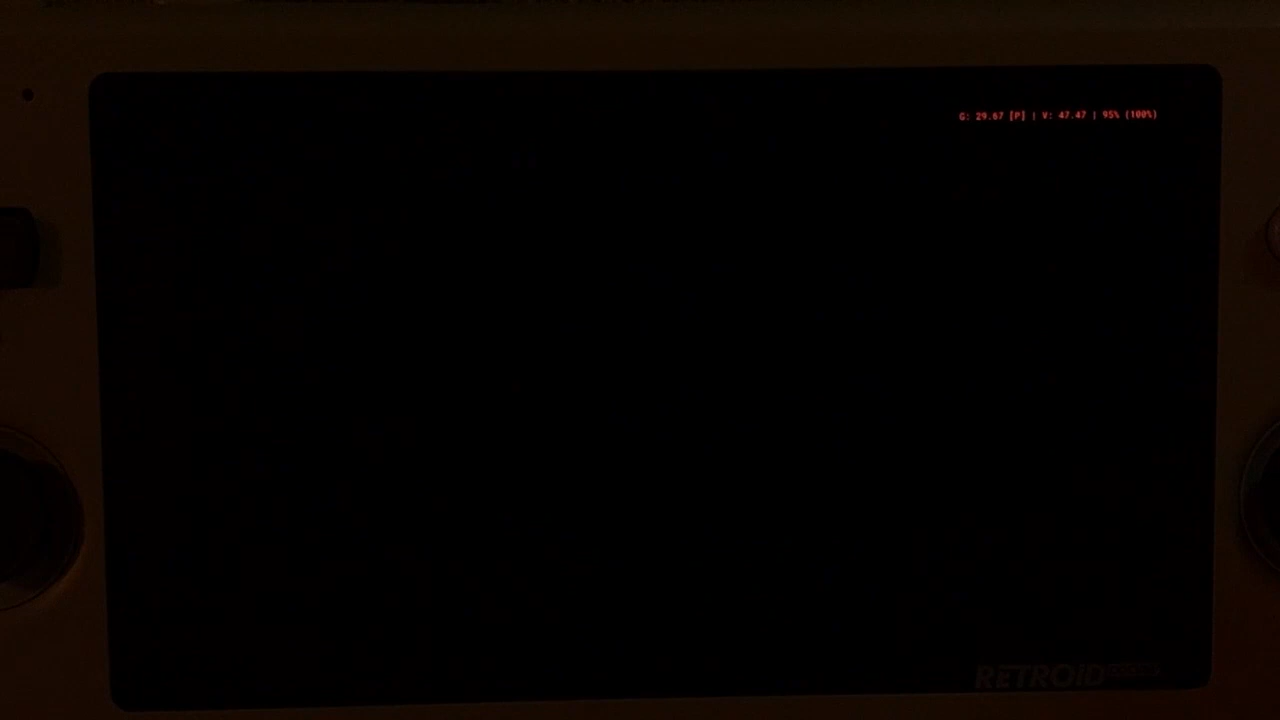 G: 29.67 [P] | V: 47.47 | 95% (100%)
RETROiD